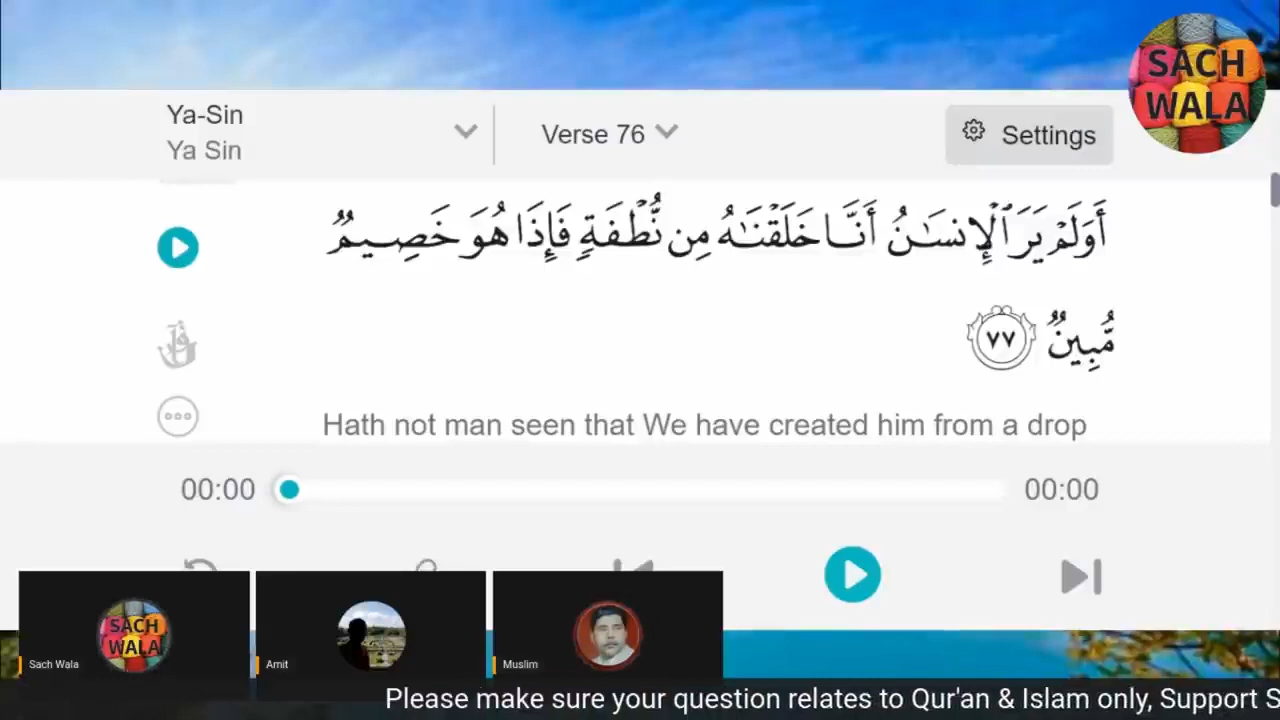 SACH
WALA
Ya-Sin
Ya Sin
Verse 76
Settings
أَوَلَمْ يَرَ ٱلْإِنسَـٰنُ أَنَّا خَلَقْنَـٰهُ مِن نُّطْفَةٍ فَإِذَا هُوَ خَصِيمٌ
مُّبِينٌ ٧٧
Hath not man seen that We have created him from a drop
00:00
00:00
SACH
WALA
Sach Wala
Amit
Muslim
Please make sure your question relates to Qur'an & Islam only, Support S